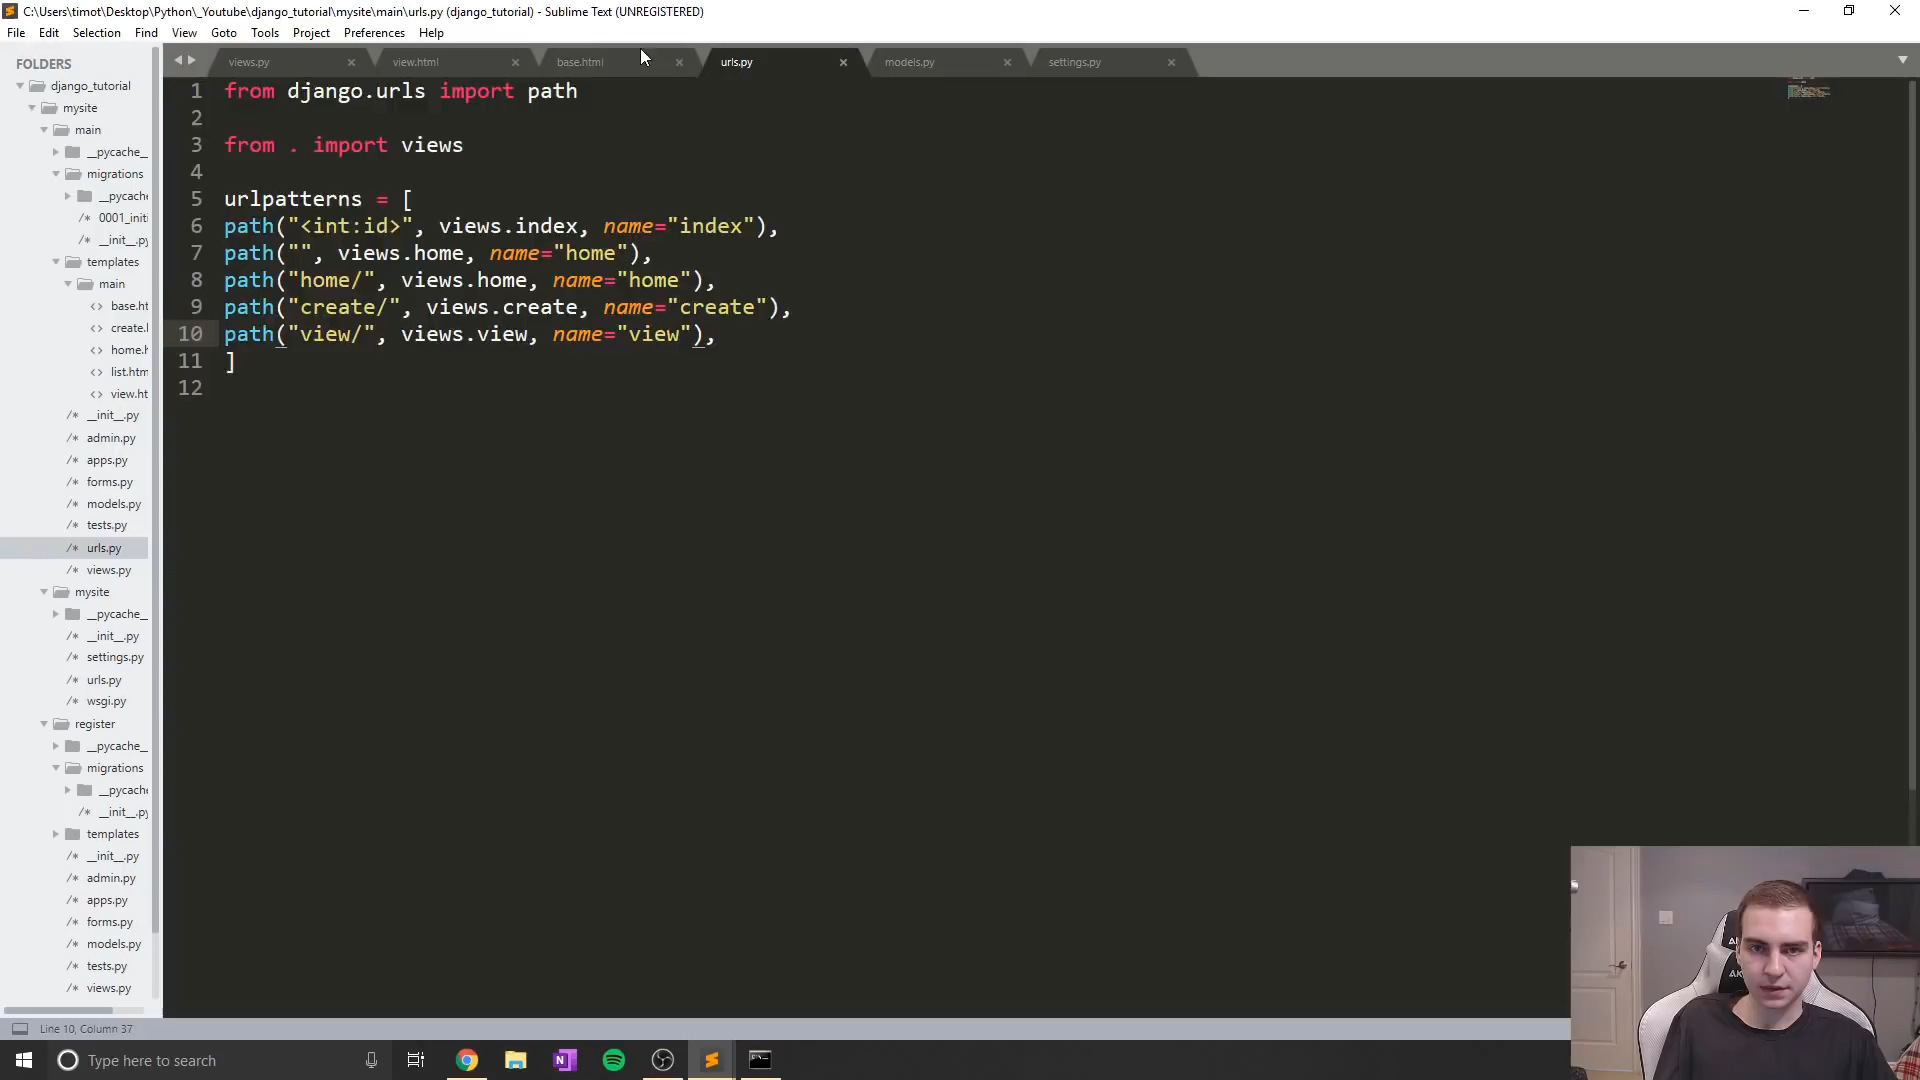 C:\Users\timot\Desktop\Python\_Youtube\django_tutorial\mysite\main\urls.py (django_tutorial) - Sublime Text (UNREGISTERED)
File Edit Selection Find View Goto Tools Project Preferences Help
FOLDERS
django_tutorial
mysite
main
__pycache_
migrations
__pycache
/* 0001_initi
/* __init__.py
templates
main
<> base.ht
<> create.l
<> home.h
<> list.htm
<> view.ht
/* __init__.py
/* admin.py
/* apps.py
/* forms.py
/* models.py
/* tests.py
/* urls.py
/* views.py
mysite
__pycache_
/* __init__.py
/* settings.py
/* urls.py
/* wsgi.py
register
__pycache_
migrations
__pycache
/* __init__.py
templates
/* __init__.py
/* admin.py
/* apps.py
/* forms.py
/* models.py
/* tests.py
/* views.py
views.py view.html base.html urls.py models.py settings.py
1 from django.urls import path
2
3 from . import views
4
5 urlpatterns = [
6 path("<int:id>", views.index, name="index"),
7 path("", views.home, name="home"),
8 path("home/", views.home, name="home"),
9 path("create/", views.create, name="create"),
10 path("view/", views.view, name="view"),
11 ]
12
Line 10, Column 37
Type here to search